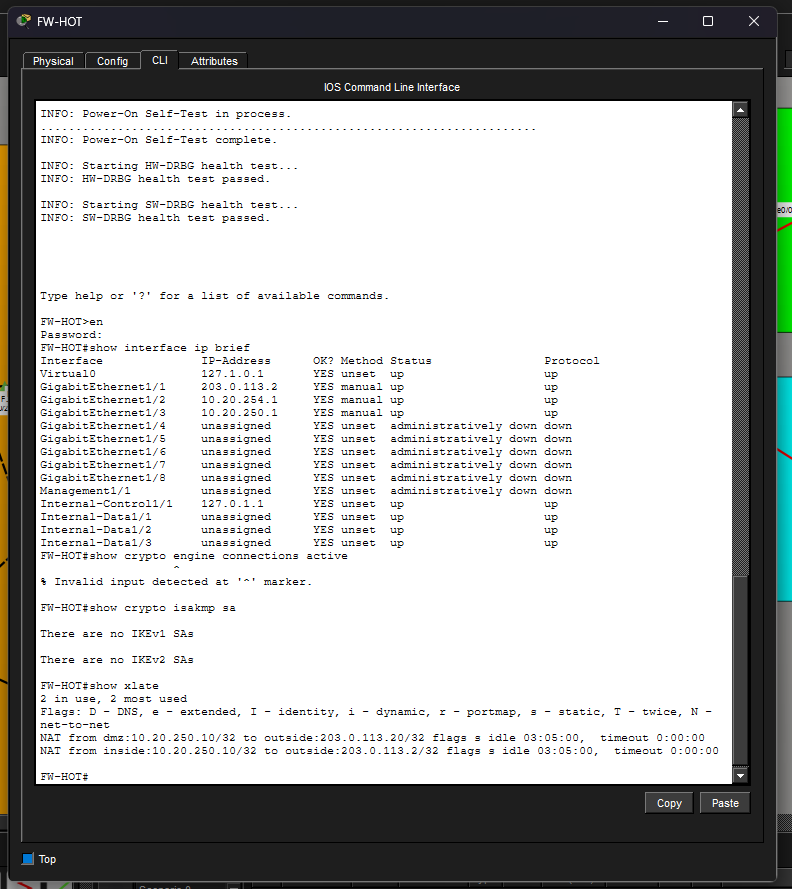 FW-HOT
Physical Config CLI Attributes
IOS Command Line Interface
INFO: Power-On Self-Test in process.
.......................................................................
INFO: Power-On Self-Test complete.
INFO: Starting HW-DRBG health test...
INFO: HW-DRBG health test passed.
INFO: Starting SW-DRBG health test...
INFO: SW-DRBG health test passed.
Type help or '?' for a list of available commands.
FW-HOT>en
Password:
FW-HOT#show interface ip brief
Interface IP-Address OK? Method Status Protocol
Virtual0 127.1.0.1 YES unset up up
GigabitEthernet1/1 203.0.113.2 YES manual up up
GigabitEthernet1/2 10.20.254.1 YES manual up up
GigabitEthernet1/3 10.20.250.1 YES manual up up
GigabitEthernet1/4 unassigned YES unset administratively down down
GigabitEthernet1/5 unassigned YES unset administratively down down
GigabitEthernet1/6 unassigned YES unset administratively down down
GigabitEthernet1/7 unassigned YES unset administratively down down
GigabitEthernet1/8 unassigned YES unset administratively down down
Management1/1 unassigned YES unset administratively down down
Internal-Control1/1 127.0.1.1 YES unset up up
Internal-Data1/1 unassigned YES unset up up
Internal-Data1/2 unassigned YES unset up up
Internal-Data1/3 unassigned YES unset up up
FW-HOT#show crypto engine connections active
^
% Invalid input detected at '^' marker.
FW-HOT#show crypto isakmp sa
There are no IKEv1 SAs
There are no IKEv2 SAs
FW-HOT#show xlate
2 in use, 2 most used
Flags: D - DNS, e - extended, I - identity, i - dynamic, r - portmap, s - static, T - twice, N -
net-to-net
NAT from dmz:10.20.250.10/32 to outside:203.0.113.20/32 flags s idle 03:05:00, timeout 0:00:00
NAT from inside:10.20.250.10/32 to outside:203.0.113.2/32 flags s idle 03:05:00, timeout 0:00:00
FW-HOT#
Copy Paste
Top